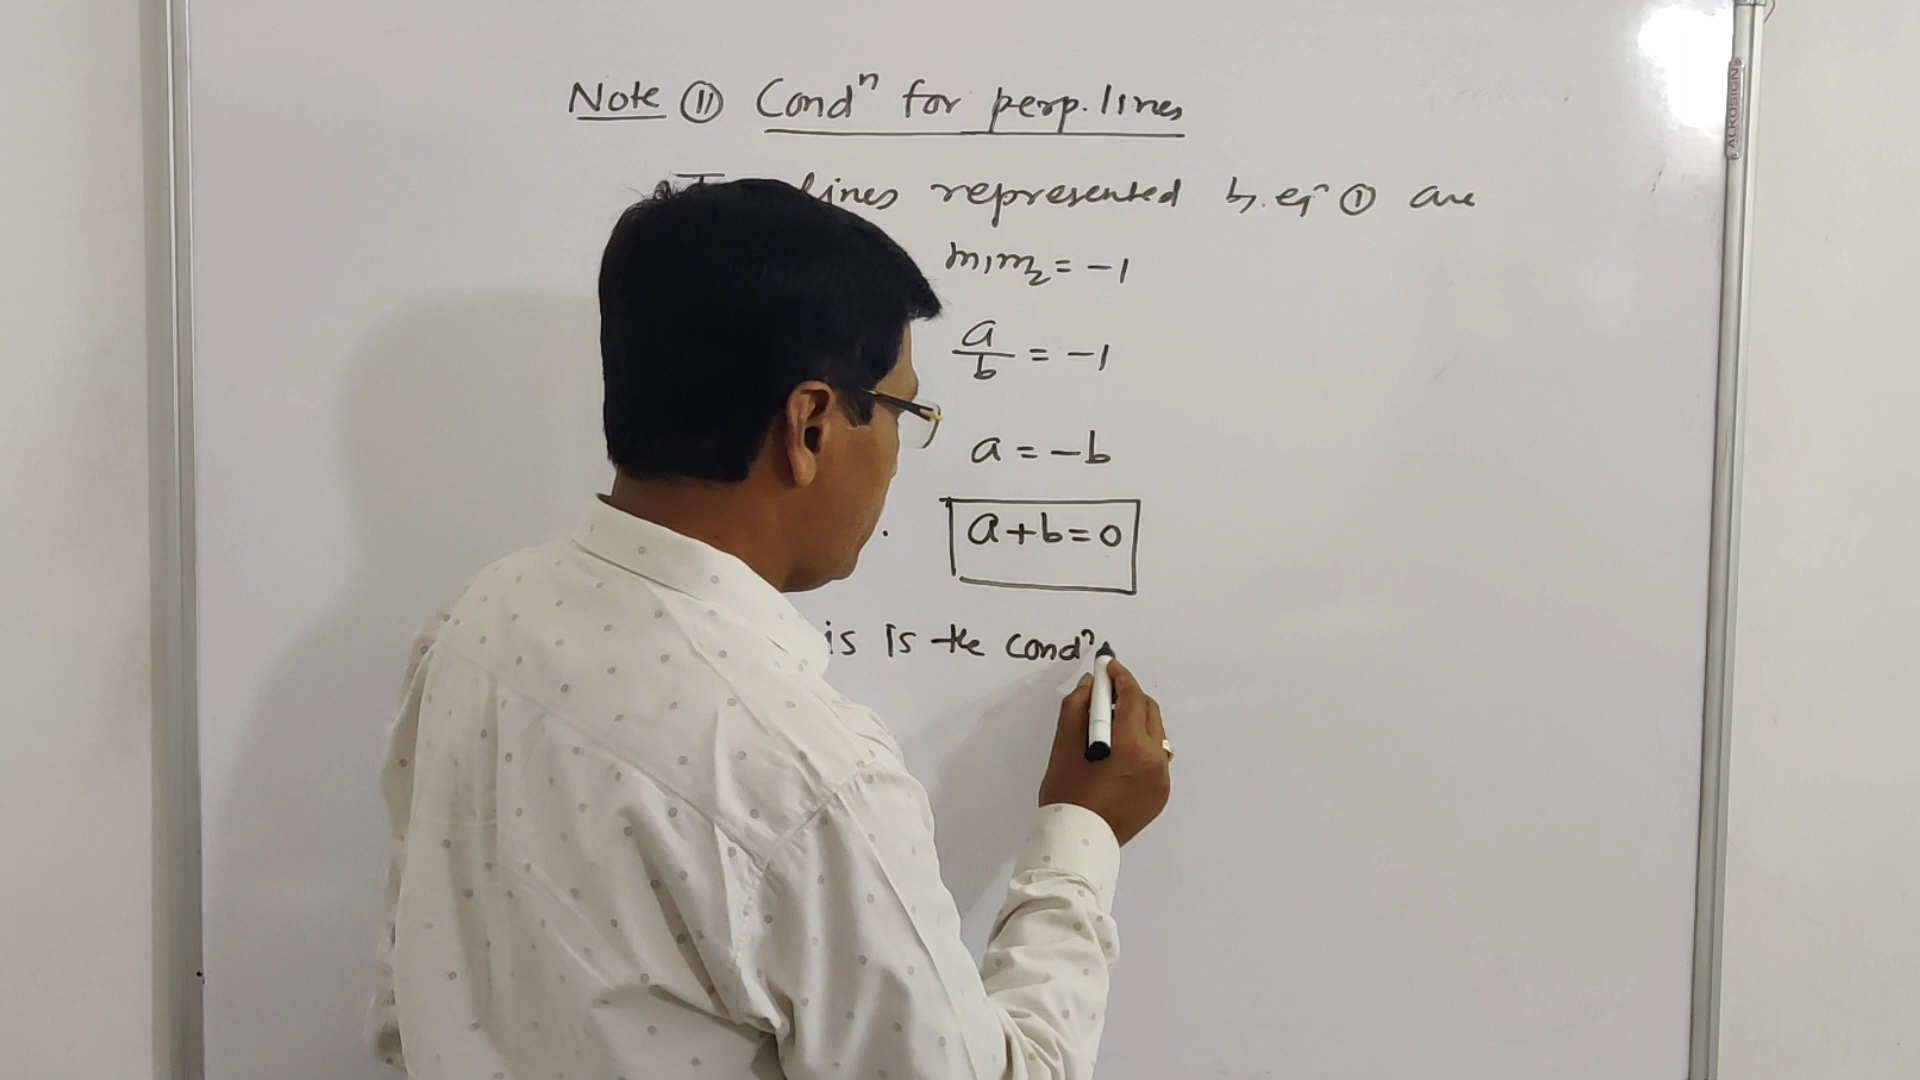 Note ⑪ Condⁿ for perp. lines
lines represented by eqⁿ ① are
m₁m₂ = -1
a/b = -1
a = -b
a+b=0
is is the condⁿ
ALKOSIGN